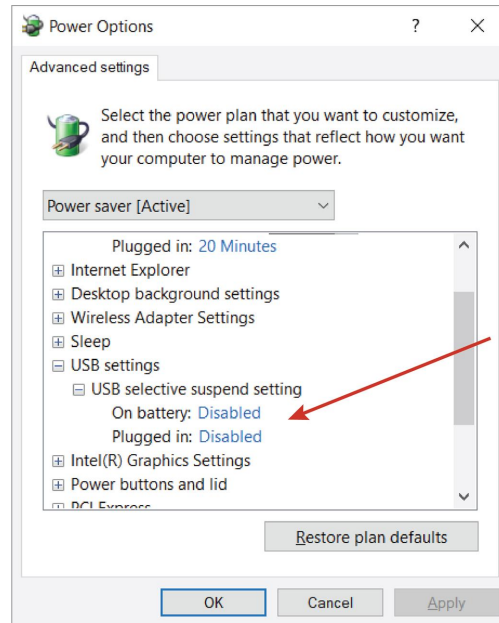 Power Options
?
Advanced settings
Select the power plan that you want to customize,
and then choose settings that reflect how you want
your computer to manage power.
Power saver [Active]
Plugged in: 20 Minutes
Internet Explorer
Desktop background settings
Wireless Adapter Settings
Sleep
USB settings
USB selective suspend setting
On battery: Disabled
Plugged in: Disabled
Intel(R) Graphics Settings
Power buttons and lid
PCI Express
Restore plan defaults
OK Cancel Apply